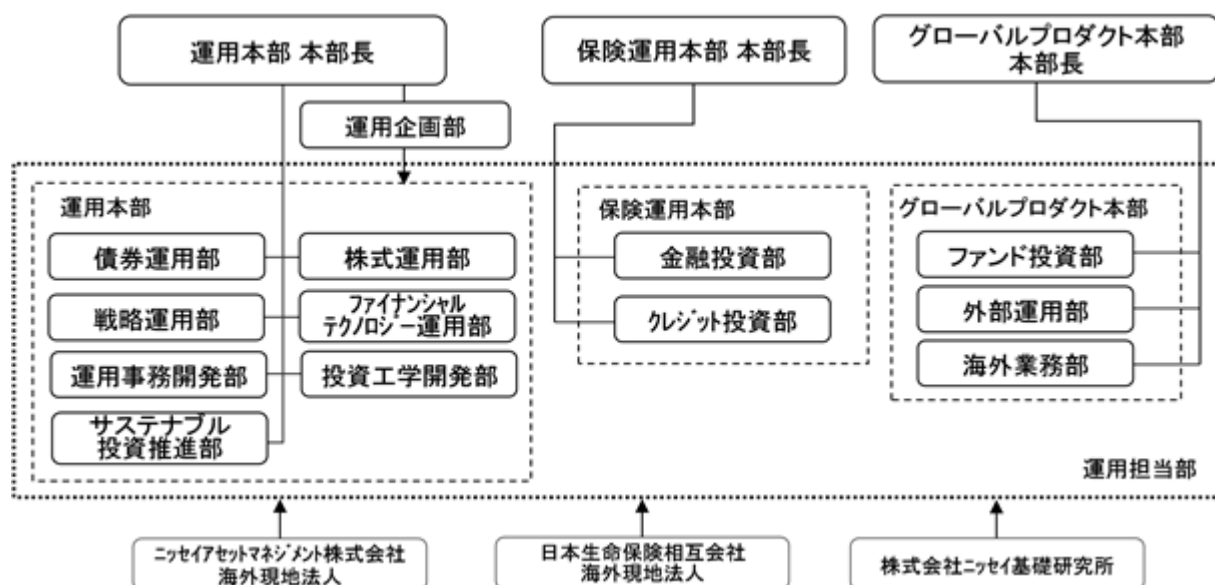 運用本部 本部長
保険運用本部 本部長
グローバルプロダクト本部
本部長
運用企画部
運用本部
債券運用部
株式運用部
戦略運用部
ファイナンシャル
テクノロジー運用部
運用事務開発部
投資工学開発部
サステナブル
投資推進部
保険運用本部
金融投資部
クレジット投資部
グローバルプロダクト本部
ファンド投資部
外部運用部
海外業務部
運用担当部
ニッセイアセットマネジメント株式会社
海外現地法人
日本生命保険相互会社
海外現地法人
株式会社ニッセイ基礎研究所